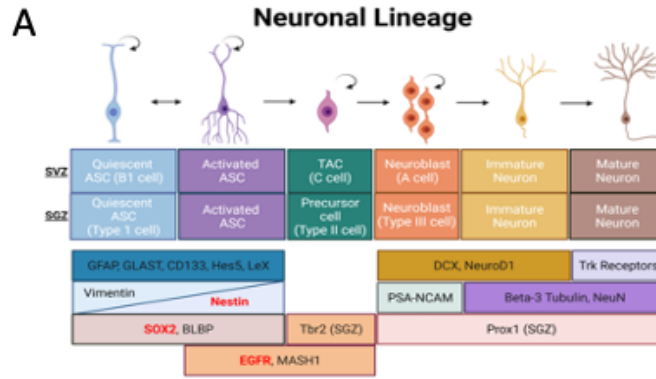 A
Neuronal Lineage
SVZ
Quiescent
ASC (B1 cell)
Activated
ASC
TAC
(C cell)
Neuroblast
(A cell)
Immature
Neuron
Mature
Neuron
SGZ
Quiescent
ASC
(Type 1 cell)
Activated
ASC
Precursor
cell
(Type II cell)
Neuroblast
(Type III cell)
Immature
Neuron
Mature
Neuron
GFAP, GLAST, CD133, Hes5, LeX
DCX, NeuroD1
Trk Receptors
Vimentin
Nestin
PSA-NCAM
Beta-3 Tubulin, NeuN
SOX2, BLBP
Tbr2 (SGZ)
Prox1 (SGZ)
EGFR, MASH1